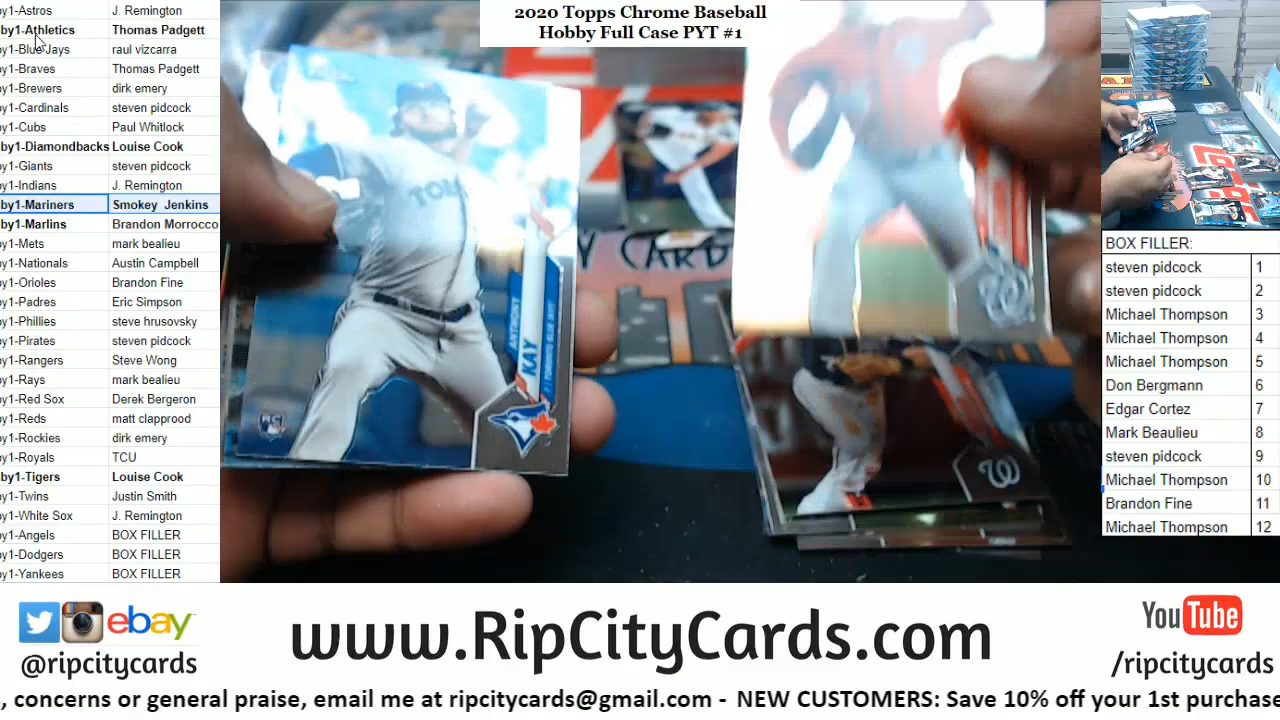 2020 Topps Chrome Baseball
Hobby Full Case PYT #1
by1-Astros J. Remington
by1-Athletics Thomas Padgett
by1-Blue Jays raul vizcarra
by1-Braves Thomas Padgett
by1-Brewers dirk emery
by1-Cardinals steven pidcock
by1-Cubs Paul Whitlock
by1-Diamondbacks Louise Cook
by1-Giants steven pidcock
by1-Indians J. Remington
by1-Mariners Smokey Jenkins
by1-Marlins Brandon Morrocco
by1-Mets mark bealieu
by1-Nationals Austin Campbell
by1-Orioles Brandon Fine
by1-Padres Eric Simpson
by1-Phillies steve hrusovsky
by1-Pirates steven pidcock
by1-Rangers Steve Wong
by1-Rays mark bealieu
by1-Red Sox Derek Bergeron
by1-Reds matt clapprood
by1-Rockies dirk emery
by1-Royals TCU
by1-Tigers Louise Cook
by1-Twins Justin Smith
by1-White Sox J. Remington
by1-Angels BOX FILLER
by1-Dodgers BOX FILLER
by1-Yankees BOX FILLER
Y CARD
TO
ANTHONY
KAY
TORONTO BLUE JAYS
W
BOX FILLER:
steven pidcock 1
steven pidcock 2
Michael Thompson 3
Michael Thompson 4
Michael Thompson 5
Don Bergmann 6
Edgar Cortez 7
Mark Beaulieu 8
steven pidcock 9
Michael Thompson 10
Brandon Fine 11
Michael Thompson 12
ebay
@ripcitycards
www.RipCityCards.com
YouTube
/ripcitycards
, concerns or general praise, email me at ripcitycards@gmail.com - NEW CUSTOMERS: Save 10% off your 1st purchase